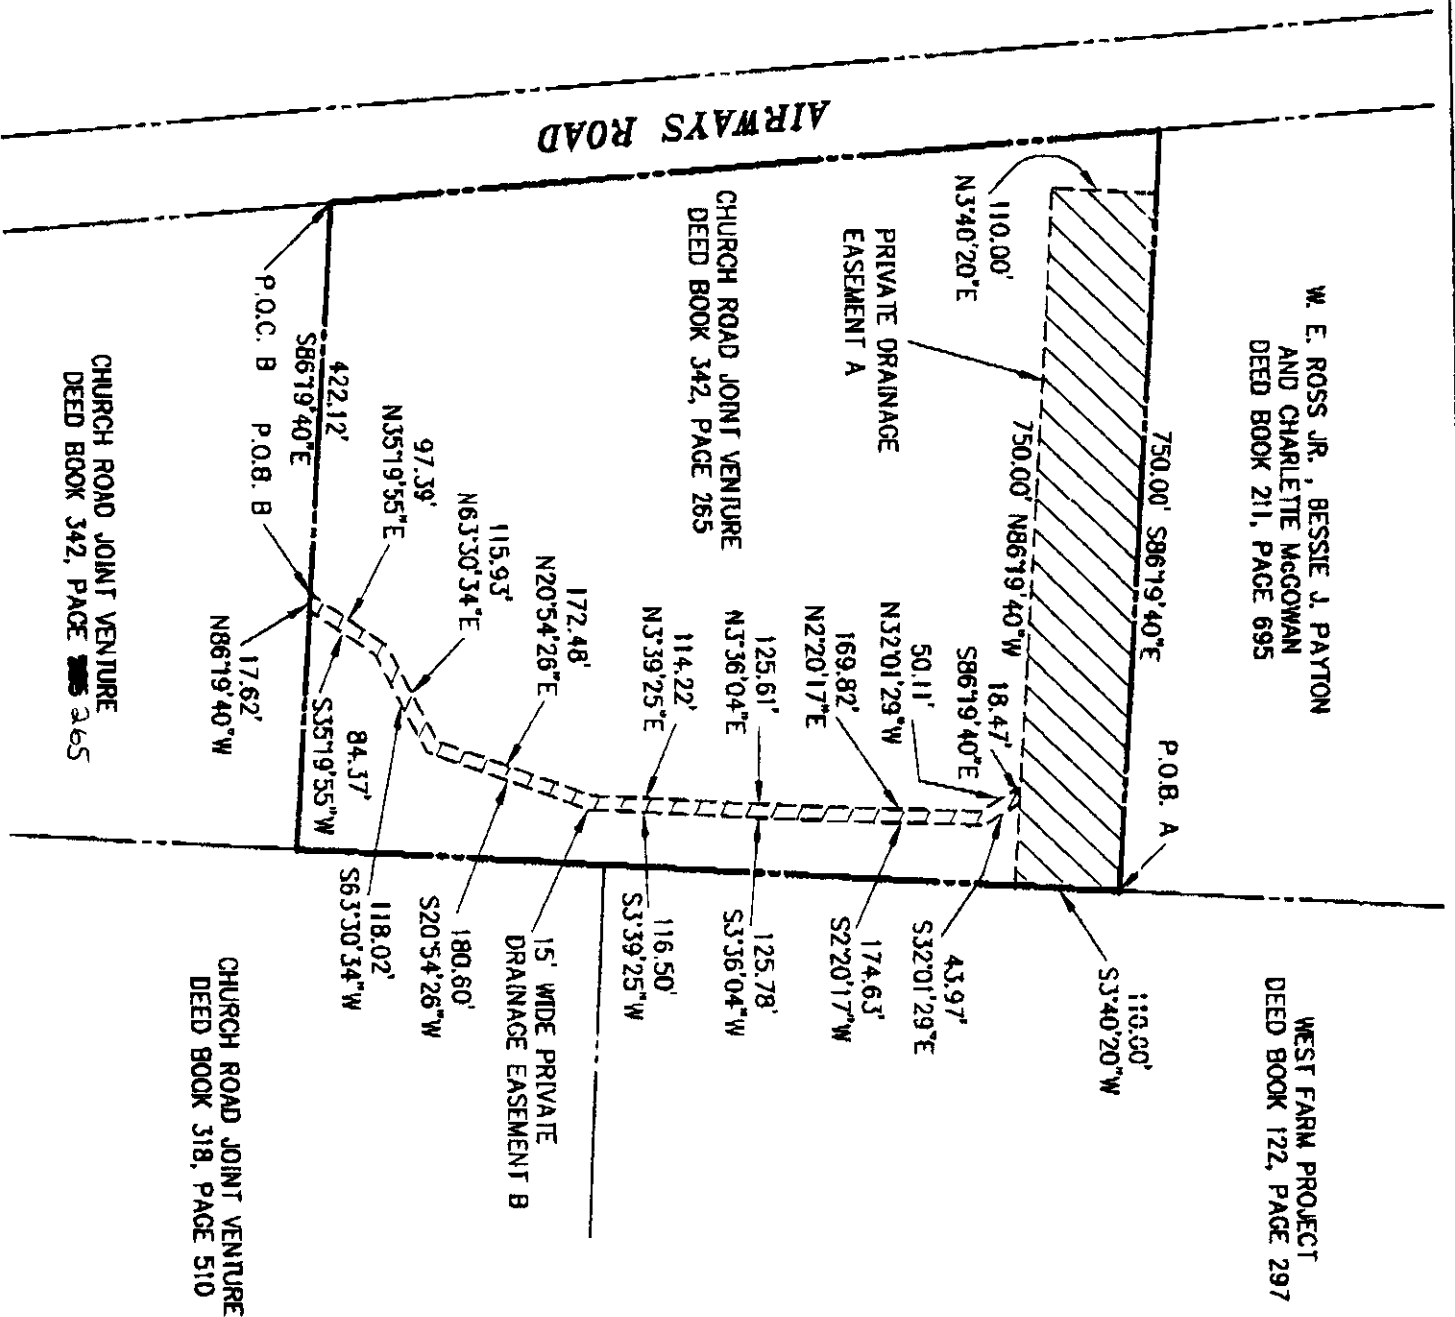 AIRWAYS ROAD
W. E. ROSS JR., BESSIE J. PAYTON
AND CHARLETTE McGOWAN
DEED BOOK 211, PAGE 695
P.O.B. A
WEST FARM PROJECT
DEED BOOK 122, PAGE 297
750.00' S86°19'40"E
110.00'
S3°40'20"W
750.00' N86°19'40"W
110.00'
N3°40'20"E
PRIVATE DRAINAGE
EASEMENT A
CHURCH ROAD JOINT VENTURE
DEED BOOK 342, PAGE 265
18.47'
S86°19'40"E
50.11'
N32°01'29"W
169.82'
N2°20'17"E
125.61'
N3°36'04"E
114.22'
N3°39'25"E
172.48'
N20°54'26"E
115.93'
N63°30'34"E
97.39'
N35°19'55"E
43.97'
S32°01'29"E
174.63'
S2°20'17"W
125.78'
S3°36'04"W
116.50'
S3°39'25"W
15' WIDE PRIVATE
DRAINAGE EASEMENT B
180.60'
S20°54'26"W
118.02'
S63°30'34"W
84.37'
S35°19'55"W
422.12'
S86°19'40"E
P.O.C. B
P.O.B. B
17.62'
N86°19'40"W
CHURCH ROAD JOINT VENTURE
DEED BOOK 342, PAGE 265
CHURCH ROAD JOINT VENTURE
DEED BOOK 318, PAGE 510